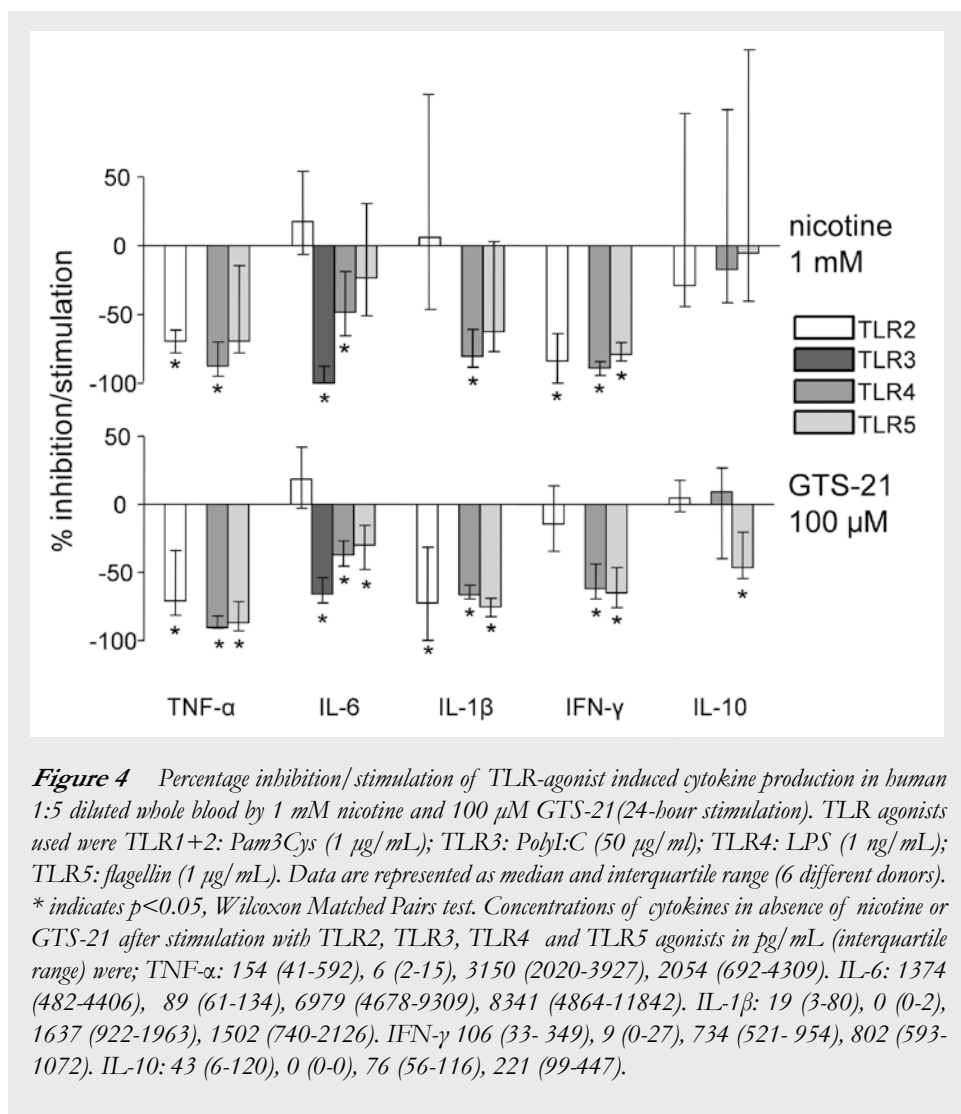 50
0
-50
-100
nicotine
1 mM
% inhibition/stimulation
TLR2
TLR3
TLR4
TLR5
* * * * * * * *
50
0
-50
-100
GTS-21
100 µM
* * * * * * * * * * * *
TNF-α IL-6 IL-1β IFN-γ IL-10
Figure 4 Percentage inhibition/stimulation of TLR-agonist induced cytokine production in human
1:5 diluted whole blood by 1 mM nicotine and 100 µM GTS-21(24-hour stimulation). TLR agonists
used were TLR1+2: Pam3Cys (1 µg/mL); TLR3: PolyI:C (50 µg/ml); TLR4: LPS (1 ng/mL);
TLR5: flagellin (1 µg/mL). Data are represented as median and interquartile range (6 different donors).
* indicates p<0.05, Wilcoxon Matched Pairs test. Concentrations of cytokines in absence of nicotine or
GTS-21 after stimulation with TLR2, TLR3, TLR4 and TLR5 agonists in pg/mL (interquartile
range) were; TNF-α: 154 (41-592), 6 (2-15), 3150 (2020-3927), 2054 (692-4309). IL-6: 1374
(482-4406), 89 (61-134), 6979 (4678-9309), 8341 (4864-11842). IL-1β: 19 (3-80), 0 (0-2),
1637 (922-1963), 1502 (740-2126). IFN-γ 106 (33- 349), 9 (0-27), 734 (521- 954), 802 (593-
1072). IL-10: 43 (6-120), 0 (0-0), 76 (56-116), 221 (99-447).